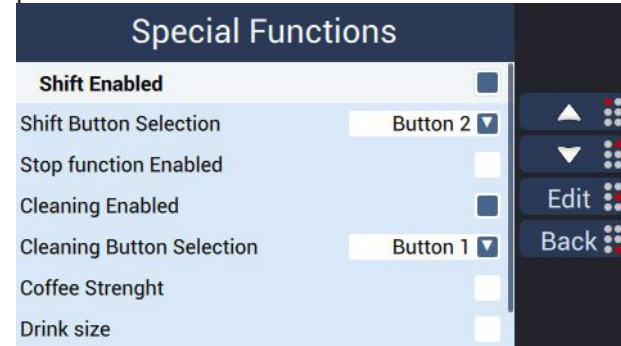 Special Functions
Shift Enabled
Shift Button Selection Button 2
Stop function Enabled
Cleaning Enabled
Cleaning Button Selection Button 1
Coffee Strenght
Drink size
Edit
Back